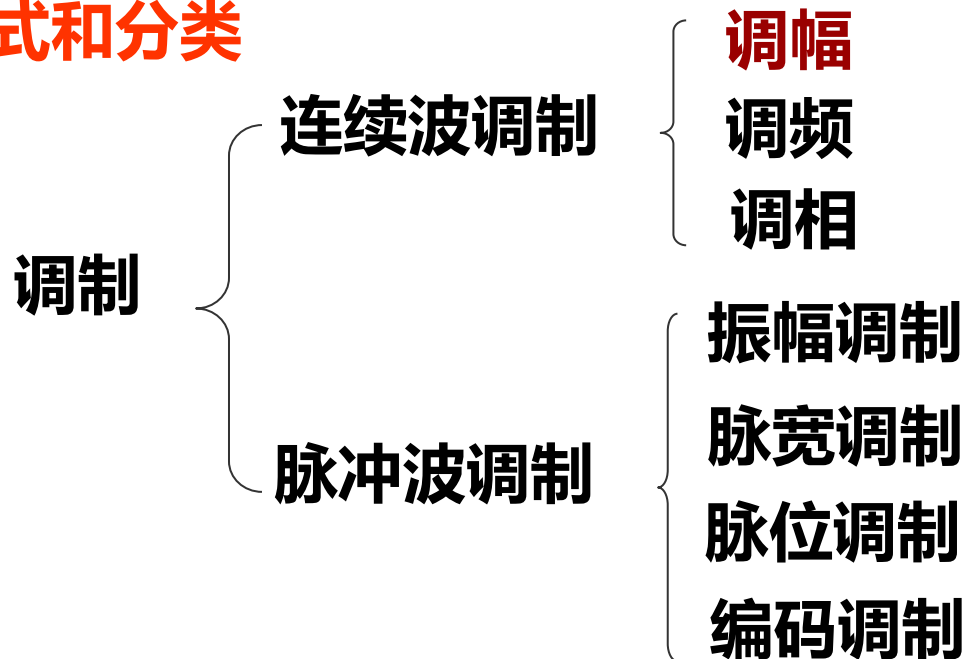 式和分类
调幅
连续波调制
调频
调相
调制
振幅调制
脉宽调制
脉冲波调制
脉位调制
编码调制